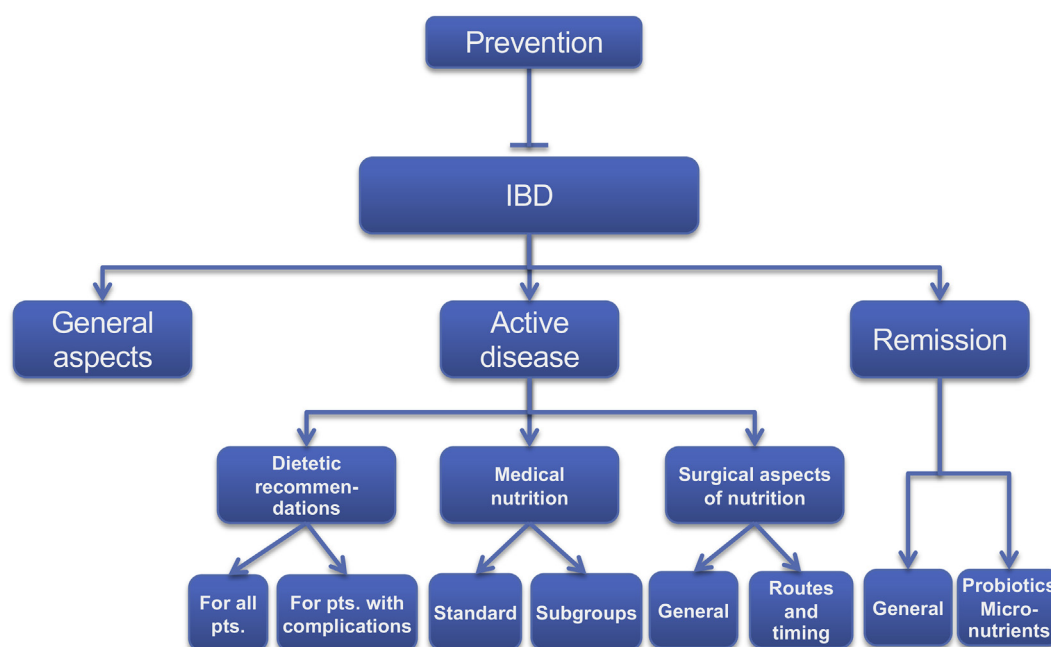 Prevention
IBD
General
aspects
Active
disease
Remission
Dietetic
recommen-
dations
Medical
nutrition
Surgical aspects
of nutrition
For all
pts.
For pts. with
complications
Standard
Subgroups
General
Routes
and
timing
General
Probiotics
Micro-
nutrients